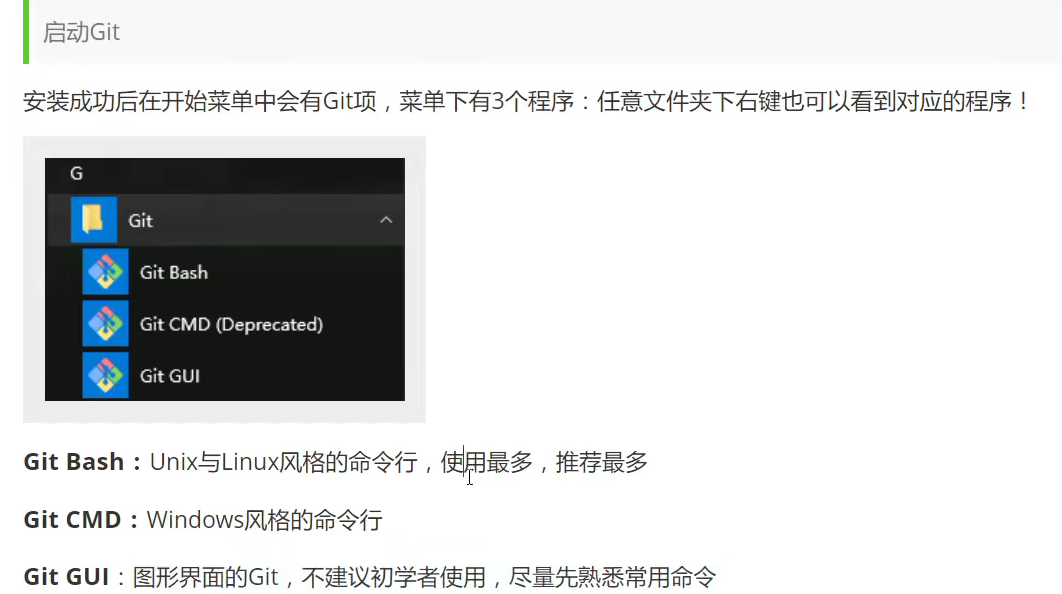 启动Git
安装成功后在开始菜单中会有Git项，菜单下有3个程序：任意文件夹下右键也可以看到对应的程序！
G
Git
Git Bash
Git CMD (Deprecated)
Git GUI
Git Bash：Unix与Linux风格的命令行，使用最多，推荐最多
Git CMD：Windows风格的命令行
Git GUI：图形界面的Git，不建议初学者使用，尽量先熟悉常用命令